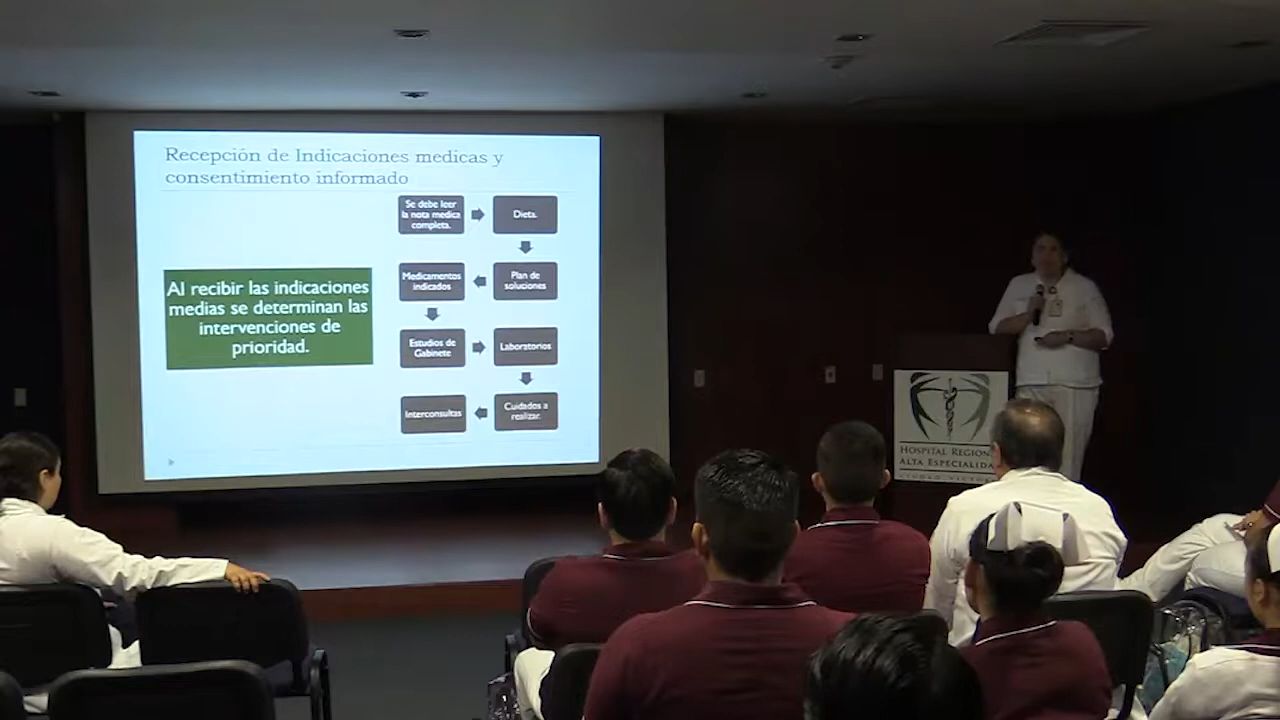 Recepción de Indicaciones medicas y
consentimiento informado
Al recibir las indicaciones
medias se determinan las
intervenciones de
prioridad.
Se debe leer
la nota medica
completa.
Dieta.
Plan de
soluciones
Medicamentos
indicados
Estudios de
Gabinete
Laboratorios
Cuidados a
realizar.
Interconsultas
HOSPITAL REGION
ALTA ESPECIALIDA